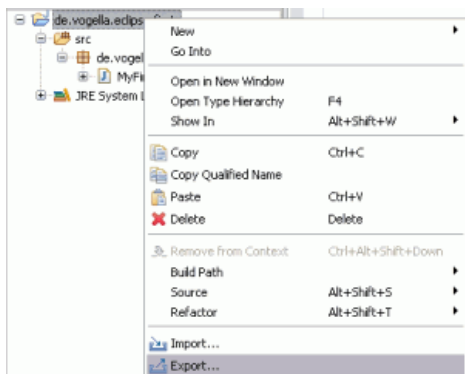 de.vogella.eclips
src
de.vogel
MyFi
JRE System L
New
Go Into
Open in New Window
Open Type Hierarchy F4
Show In Alt+Shift+W
Copy Ctrl+C
Copy Qualified Name
Paste Ctrl+V
Delete Delete
Remove from Context Ctrl+Alt+Shift+Down
Build Path
Source Alt+Shift+S
Refactor Alt+Shift+T
Import...
Export...